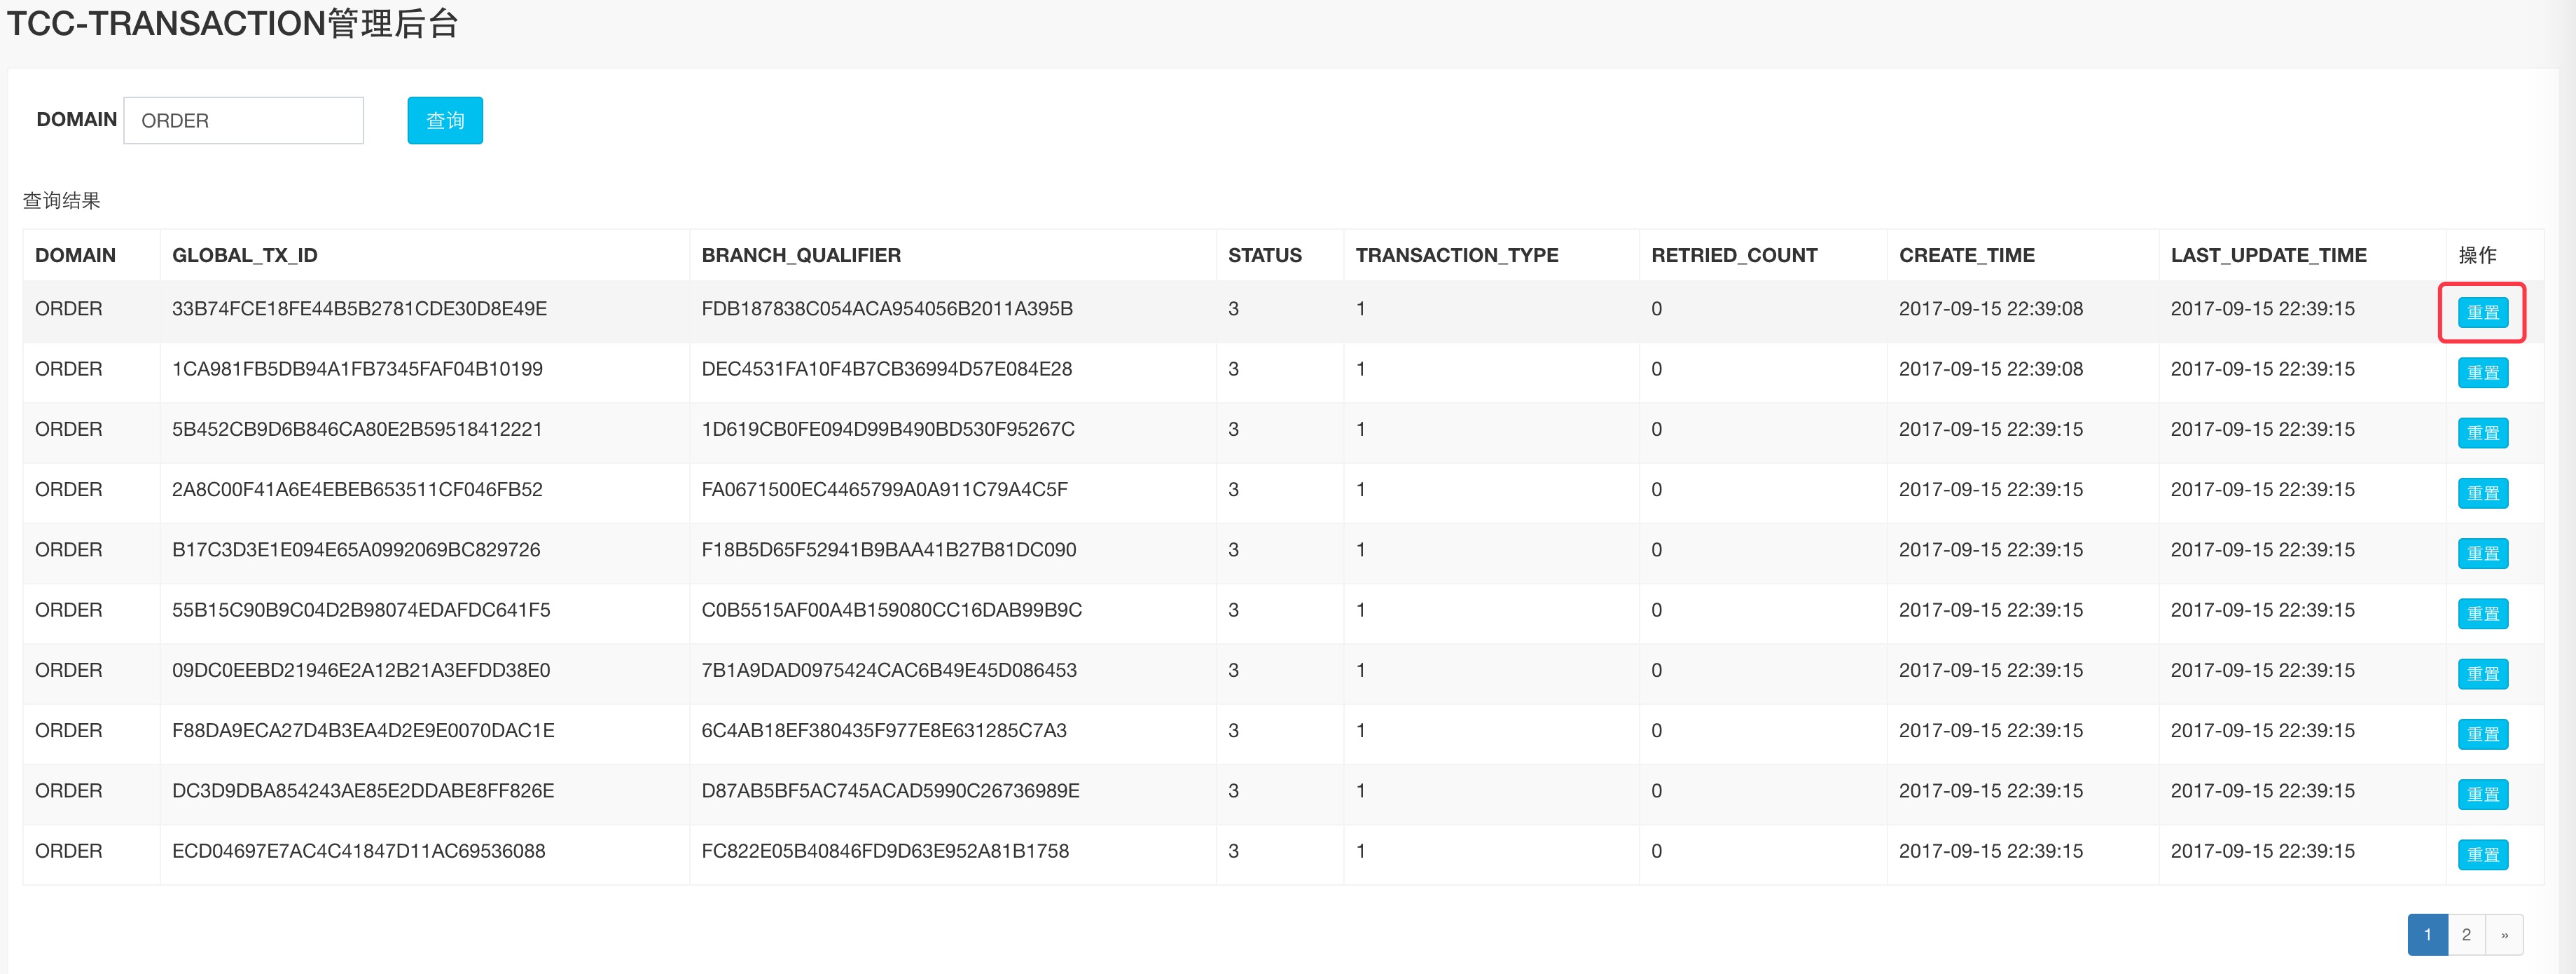 TCC-TRANSACTION管理后台
DOMAIN ORDER 查询
查询结果
DOMAIN GLOBAL_TX_ID BRANCH_QUALIFIER STATUS TRANSACTION_TYPE RETRIED_COUNT CREATE_TIME LAST_UPDATE_TIME 操作
ORDER 33B74FCE18FE44B5B2781CDE30D8E49E FDB187838C054ACA954056B2011A395B 3 1 0 2017-09-15 22:39:08 2017-09-15 22:39:15 重置
ORDER 1CA981FB5DB94A1FB7345FAF04B10199 DEC4531FA10F4B7CB36994D57E084E28 3 1 0 2017-09-15 22:39:08 2017-09-15 22:39:15 重置
ORDER 5B452CB9D6B846CA80E2B59518412221 1D619CB0FE094D99B490BD530F95267C 3 1 0 2017-09-15 22:39:15 2017-09-15 22:39:15 重置
ORDER 2A8C00F41A6E4EBEB653511CF046FB52 FA0671500EC4465799A0A911C79A4C5F 3 1 0 2017-09-15 22:39:15 2017-09-15 22:39:15 重置
ORDER B17C3D3E1E094E65A0992069BC829726 F18B5D65F52941B9BAA41B27B81DC090 3 1 0 2017-09-15 22:39:15 2017-09-15 22:39:15 重置
ORDER 55B15C90B9C04D2B98074EDAFDC641F5 C0B5515AF00A4B159080CC16DAB99B9C 3 1 0 2017-09-15 22:39:15 2017-09-15 22:39:15 重置
ORDER 09DC0EEBD21946E2A12B21A3EFDD38E0 7B1A9DAD0975424CAC6B49E45D086453 3 1 0 2017-09-15 22:39:15 2017-09-15 22:39:15 重置
ORDER F88DA9ECA27D4B3EA4D2E9E0070DAC1E 6C4AB18EF380435F977E8E631285C7A3 3 1 0 2017-09-15 22:39:15 2017-09-15 22:39:15 重置
ORDER DC3D9DBA854243AE85E2DDABE8FF826E D87AB5BF5AC745ACAD5990C26736989E 3 1 0 2017-09-15 22:39:15 2017-09-15 22:39:15 重置
ORDER ECD04697E7AC4C41847D11AC69536088 FC822E05B40846FD9D63E952A81B1758 3 1 0 2017-09-15 22:39:15 2017-09-15 22:39:15 重置
1 2 »